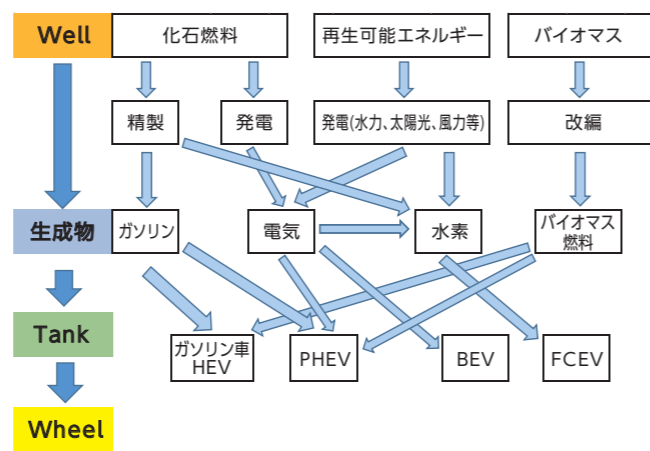 Well
化石燃料
再生可能エネルギー
バイオマス
精製
発電
発電(水力、太陽光、風力等)
改編
生成物
ガソリン
電気
水素
バイオマス
燃料
Tank
ガソリン車
HEV
PHEV
BEV
FCEV
Wheel